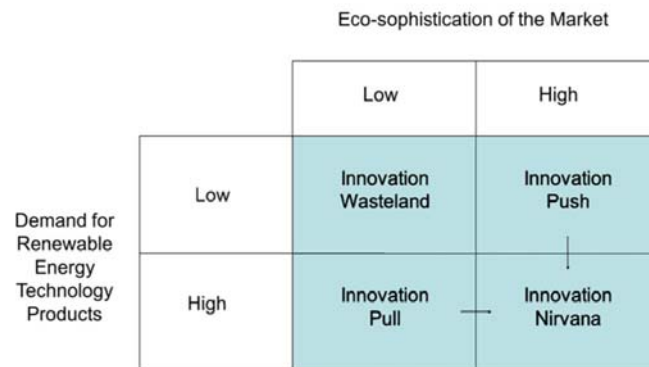 Eco-sophistication of the Market
Low
High
Demand for
Renewable
Energy
Technology
Products
Low
Innovation
Wasteland
Innovation
Push
High
Innovation
Pull
Innovation
Nirvana